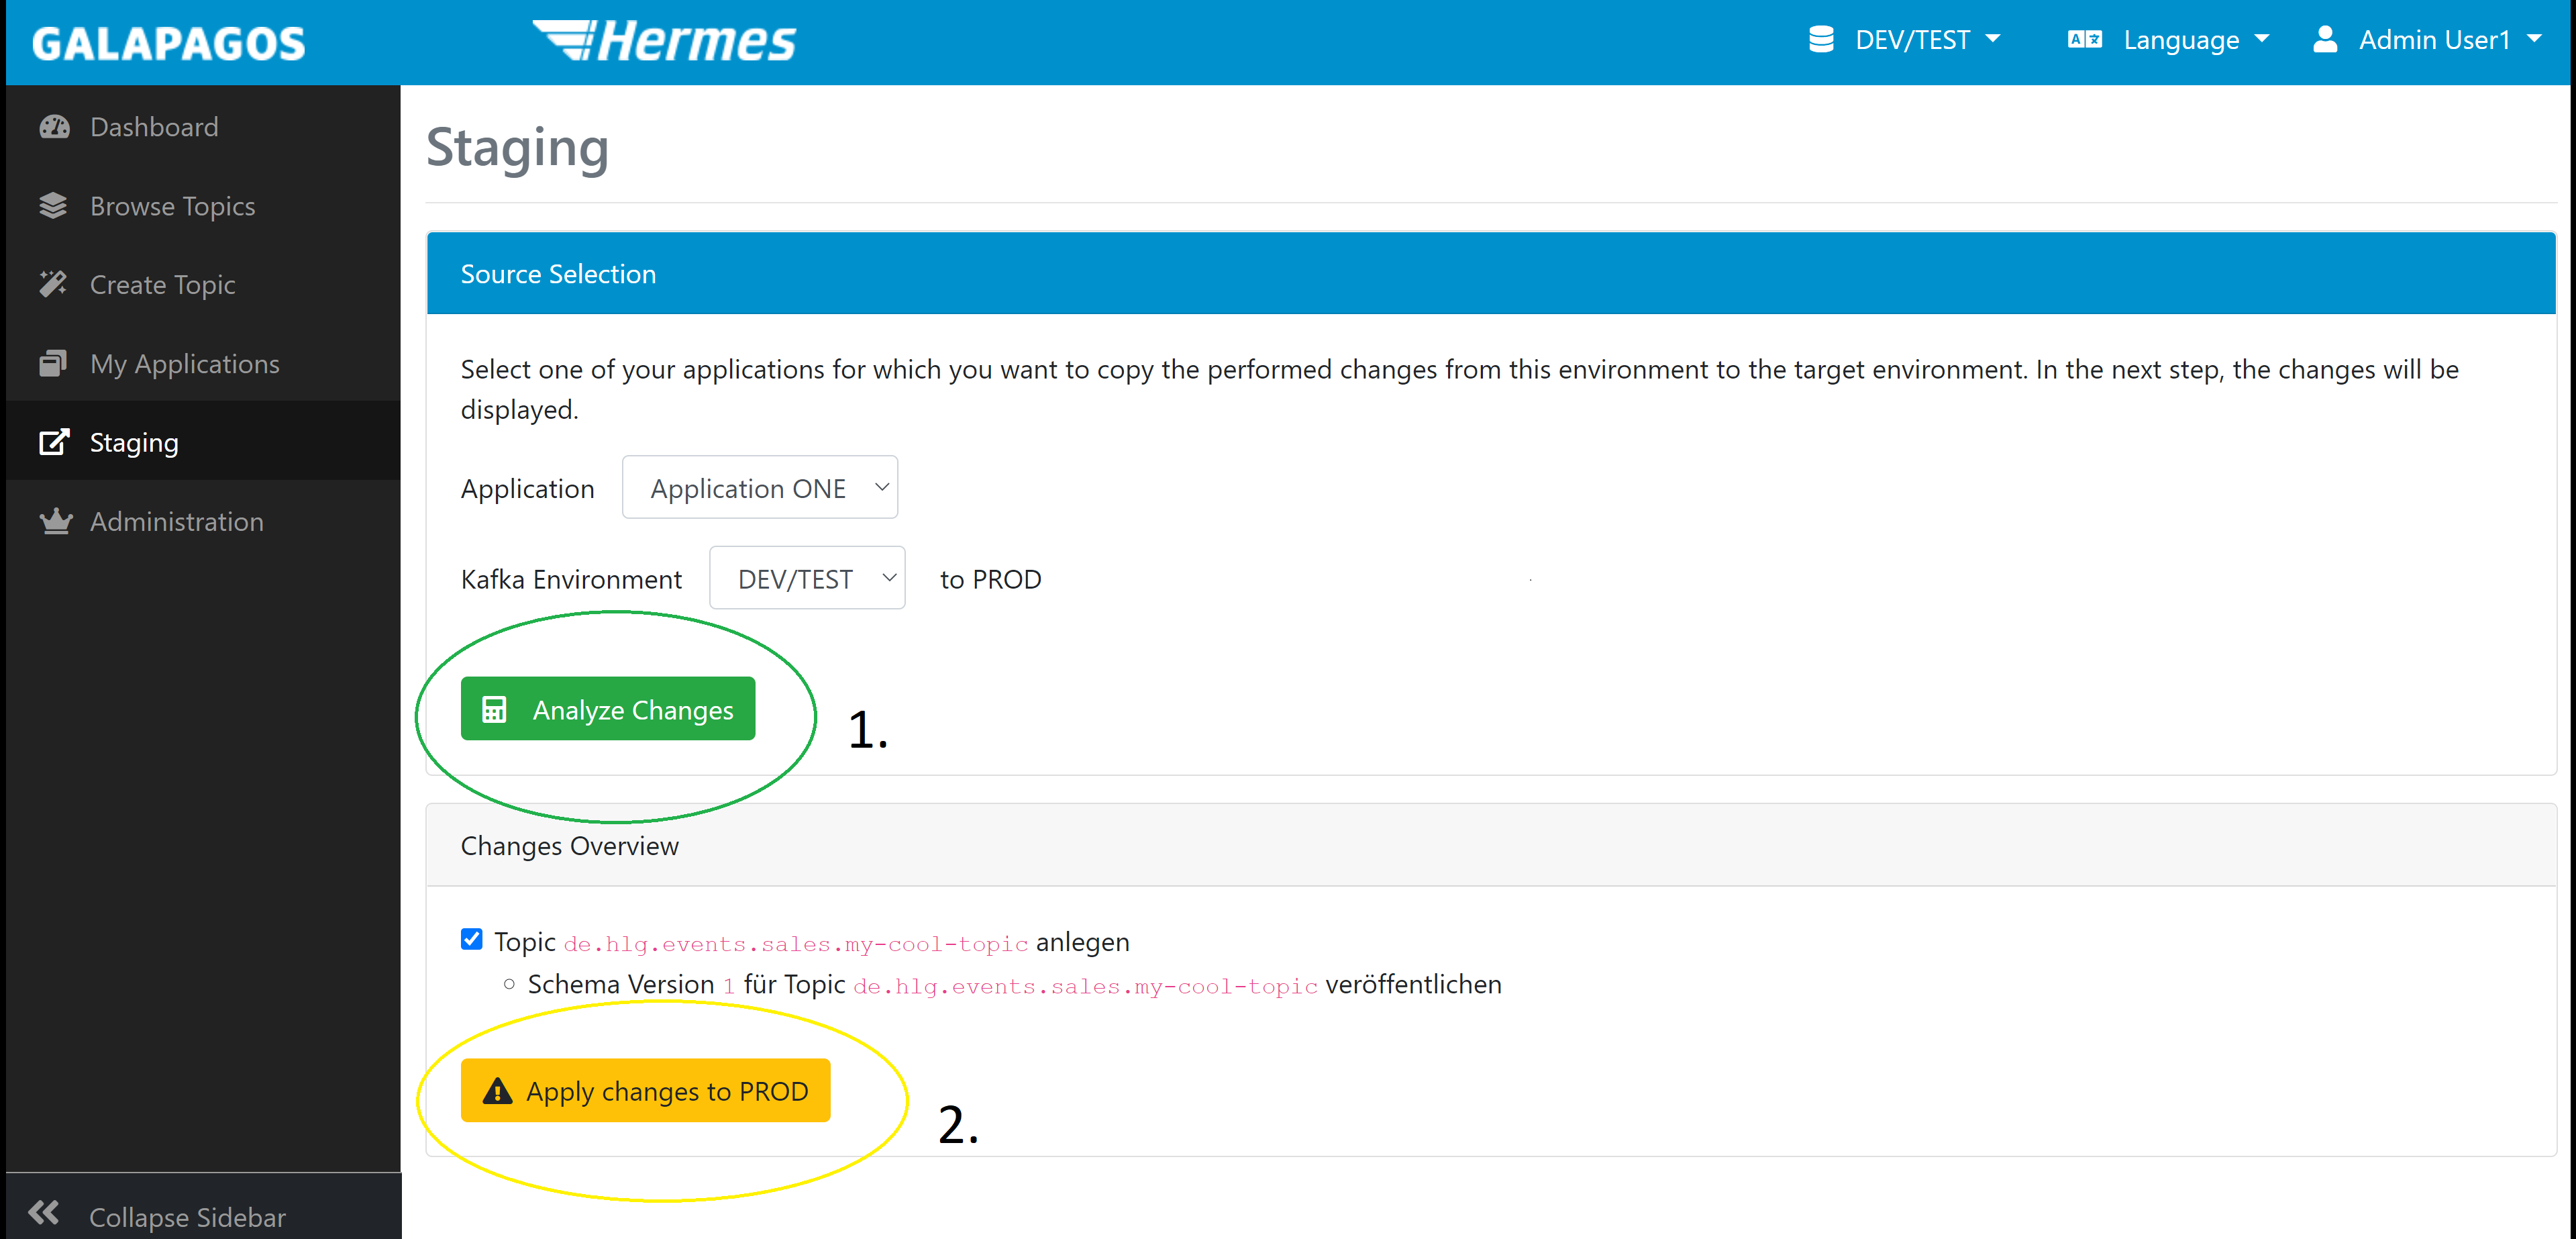 GALAPAGOS
Hermes
DEV/TEST
Language
Admin User1
Dashboard
Browse Topics
Create Topic
My Applications
Staging
Administration
Collapse Sidebar
Staging
Source Selection
Select one of your applications for which you want to copy the performed changes from this environment to the target environment. In the next step, the changes will be
displayed.
Application Application ONE
Kafka Environment DEV/TEST to PROD
Analyze Changes
1.
Changes Overview
Topic de.hlg.events.sales.my-cool-topic anlegen
Schema Version 1 für Topic de.hlg.events.sales.my-cool-topic veröffentlichen
Apply changes to PROD
2.